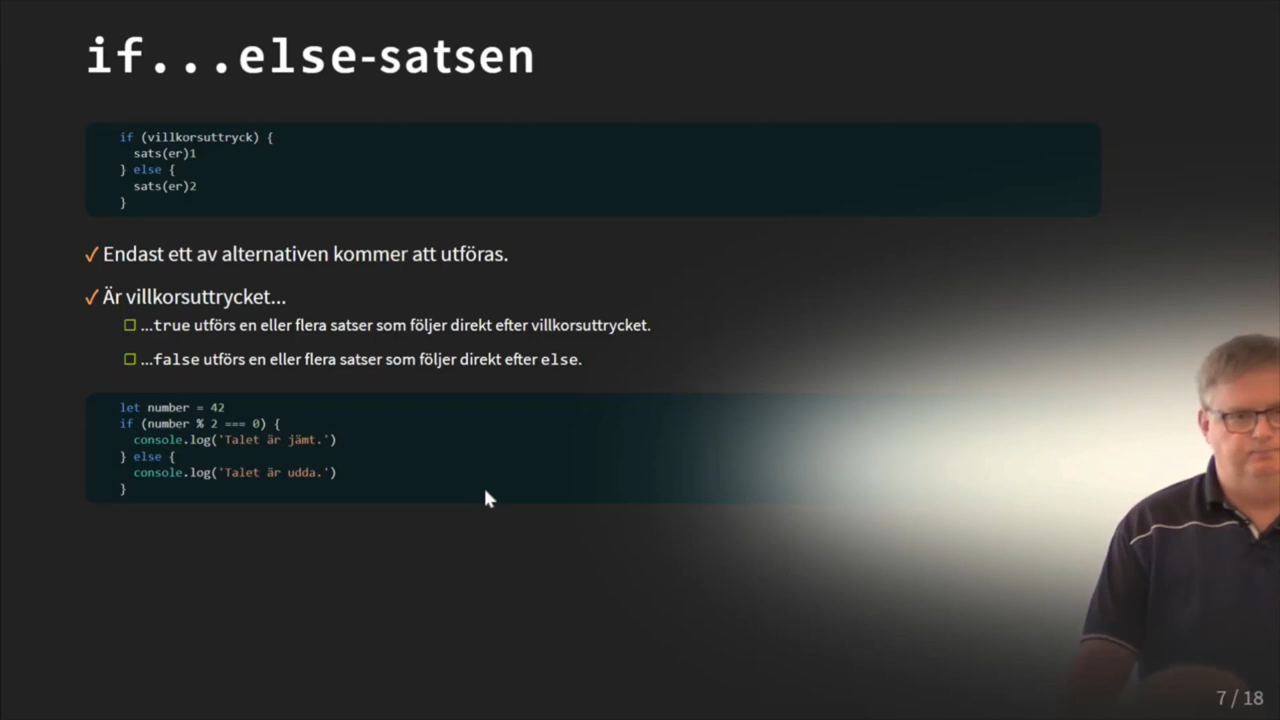 if...else-satsen
if (villkorsuttryck) {
  sats(er)1
} else {
  sats(er)2
}
✓ Endast ett av alternativen kommer att utföras.
✓ Är villkorsuttrycket...
☐ ...true utförs en eller flera satser som följer direkt efter villkorsuttrycket.
☐ ...false utförs en eller flera satser som följer direkt efter else.
let number = 42
if (number % 2 === 0) {
  console.log('Talet är jämt.')
} else {
  console.log('Talet är udda.')
}
7 / 18